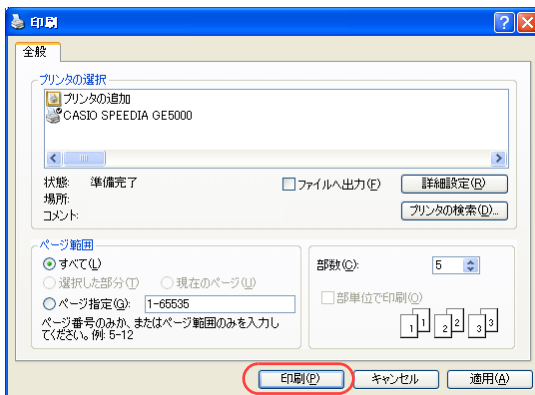 印刷
全般
プリンタの選択
プリンタの追加
CASIO SPEEDIA GE5000
状態: 準備完了
場所:
コメント:
ファイルへ出力(F)
詳細設定(R)
プリンタの検索(D)...
ページ範囲
すべて(L)
選択した部分(T) 現在のページ(U)
ページ指定(G): 1-65535
ページ番号のみか、またはページ範囲のみを入力し
てください。例: 5-12
部数(C): 5
部単位で印刷(O)
1 1 2 2 3 3
印刷(P) キャンセル 適用(A)